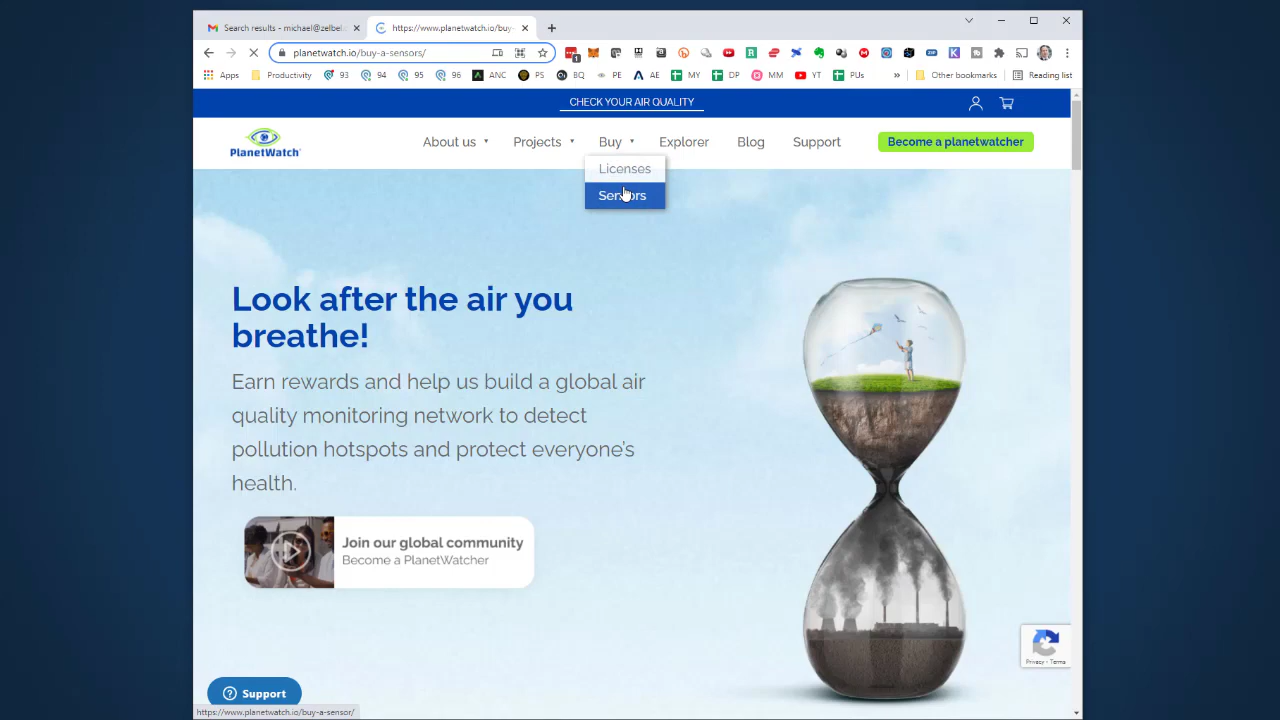 Search results - michael@zelbel.
https://www.planetwatch.io/buy-
planetwatch.io/buy-a-sensors/
Apps
Productivity
93
94
95
96
ANC
PS
BQ
PE
AE
MY
DP
MM
YT
PUs
»
Other bookmarks
Reading list
CHECK YOUR AIR QUALITY
PLANETWATCH
About us
Projects
Buy
Explorer
Blog
Support
Become a planetwatcher
Licenses
Sensors
Look after the air you
breathe!
Earn rewards and help us build a global air
quality monitoring network to detect
pollution hotspots and protect everyone's
health.
Join our global community
Become a PlanetWatcher
Privacy - Terms
Support
https://www.planetwatch.io/buy-a-sensor/